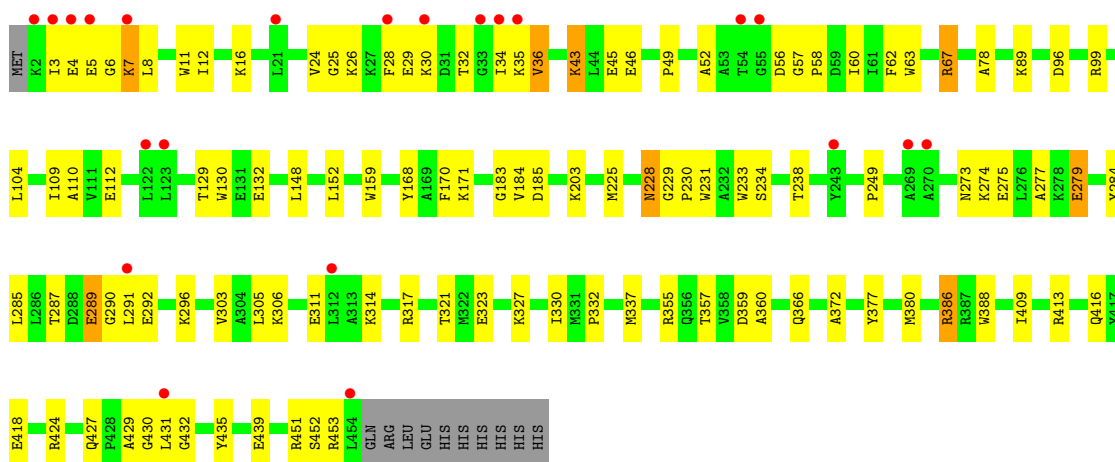 MET K2 I3 E4 E5 G6 K7 L8 W11 I12 K16 L21 V24 G25 K26 K27 F28 E29 K30 D31 T32 G33 I34 K35 V36 K43 L44 E45 E46 P49 A52 A53 T54 G55 D56 G57 P58 D59 I60 I61 F62 W63 R67 A78 K89 D96 R99
L104 I109 A110 V111 E112 L122 L123 T129 W130 E131 E132 L148 L152 W159 Y168 A169 F170 K171 G183 V184 D185 K203 M225 N228 G229 P230 W231 A232 W233 S234 T238 Y243 P249 A269 A270 N273 K274 E275 L276 A277 K278 E279 Y284
L285 L286 T287 D288 E289 G290 L291 E292 K296 V303 A304 L305 K306 E311 L312 A313 K314 R317 T321 M322 E323 K327 I330 M331 P332 M337 R355 Q356 T357 V358 D359 A360 Q366 A372 Y377 M380 R386 R387 W388 I409 R413 Q416 Y417
E418 R424 Q427 P428 A429 G430 L431 G432 Y435 E439 R451 S452 R453 L454 GLN ARG LEU GLU HIS HIS HIS HIS HIS HIS